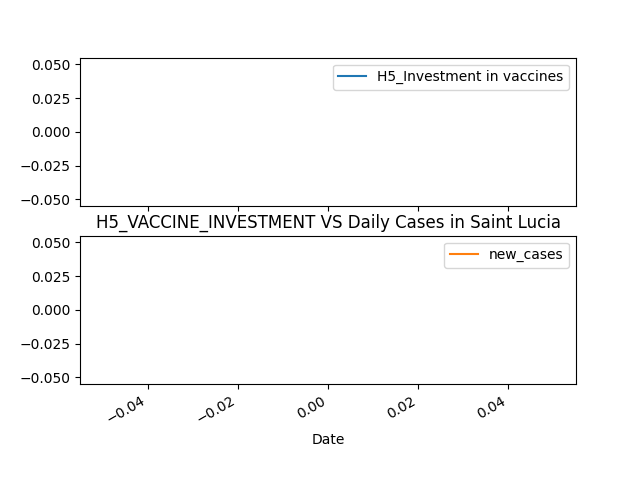 0.050
H5_Investment in vaccines
0.025
0.000
−0.025
−0.050
H5_VACCINE_INVESTMENT VS Daily Cases in Saint Lucia
0.050
new_cases
0.025
0.000
−0.025
−0.050
−0.04 −0.02 0.00 0.02 0.04
Date